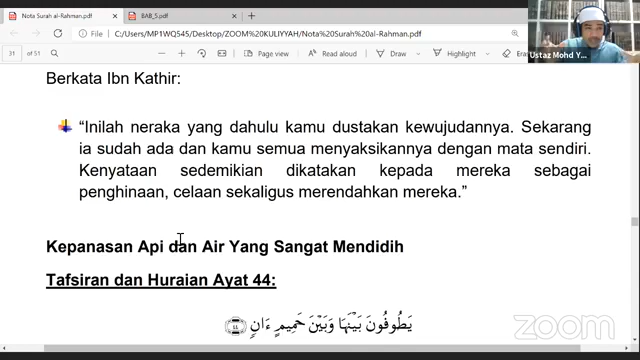 Nota Surah al-Rahman.pdf
BAB_5.pdf
File
C:/Users/MP1WQ545/Desktop/ZOOM%20KULIYYAH/Nota%20Surah%20al-Rahman.pdf
31 of 51
Page view
Read aloud
Draw
Highlight
Erase
Ustaz Mohd Y...
Berkata Ibn Kathir:
“Inilah neraka yang dahulu kamu dustakan kewujudannya. Sekarang
ia sudah ada dan kamu semua menyaksikannya dengan mata sendiri.
Kenyataan sedemikian dikatakan kepada mereka sebagai
penghinaan, celaan sekaligus merendahkan mereka.”
Kepanasan Api dan Air Yang Sangat Mendidih
Tafsiran dan Huraian Ayat 44:
يَطُوفُونَ بَيْنَهَا وَبَيْنَ حَمِيمٍ ءَانٍ ٤٤
zoom